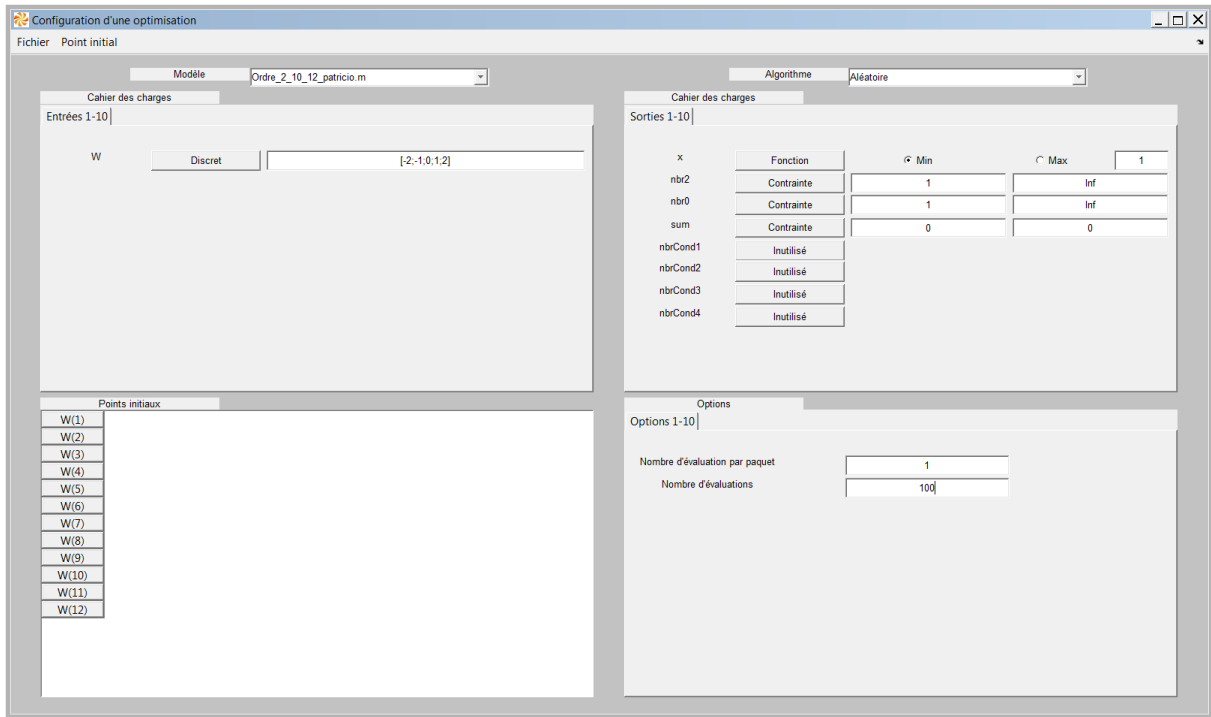 Configuration d'une optimisation
Fichier Point initial
Modèle Ordre_2_10_12_patricio.m
Algorithme Aléatoire
Cahier des charges
Entrées 1-10
W Discret [-2;-1;0;1;2]
Cahier des charges
Sorties 1-10
x Fonction Min Max 1
nbr2 Contrainte 1 Inf
nbr0 Contrainte 1 Inf
sum Contrainte 0 0
nbrCond1 Inutilisé
nbrCond2 Inutilisé
nbrCond3 Inutilisé
nbrCond4 Inutilisé
Points initiaux
W(1)
W(2)
W(3)
W(4)
W(5)
W(6)
W(7)
W(8)
W(9)
W(10)
W(11)
W(12)
Options
Options 1-10
Nombre d'évaluation par paquet 1
Nombre d'évaluations 100